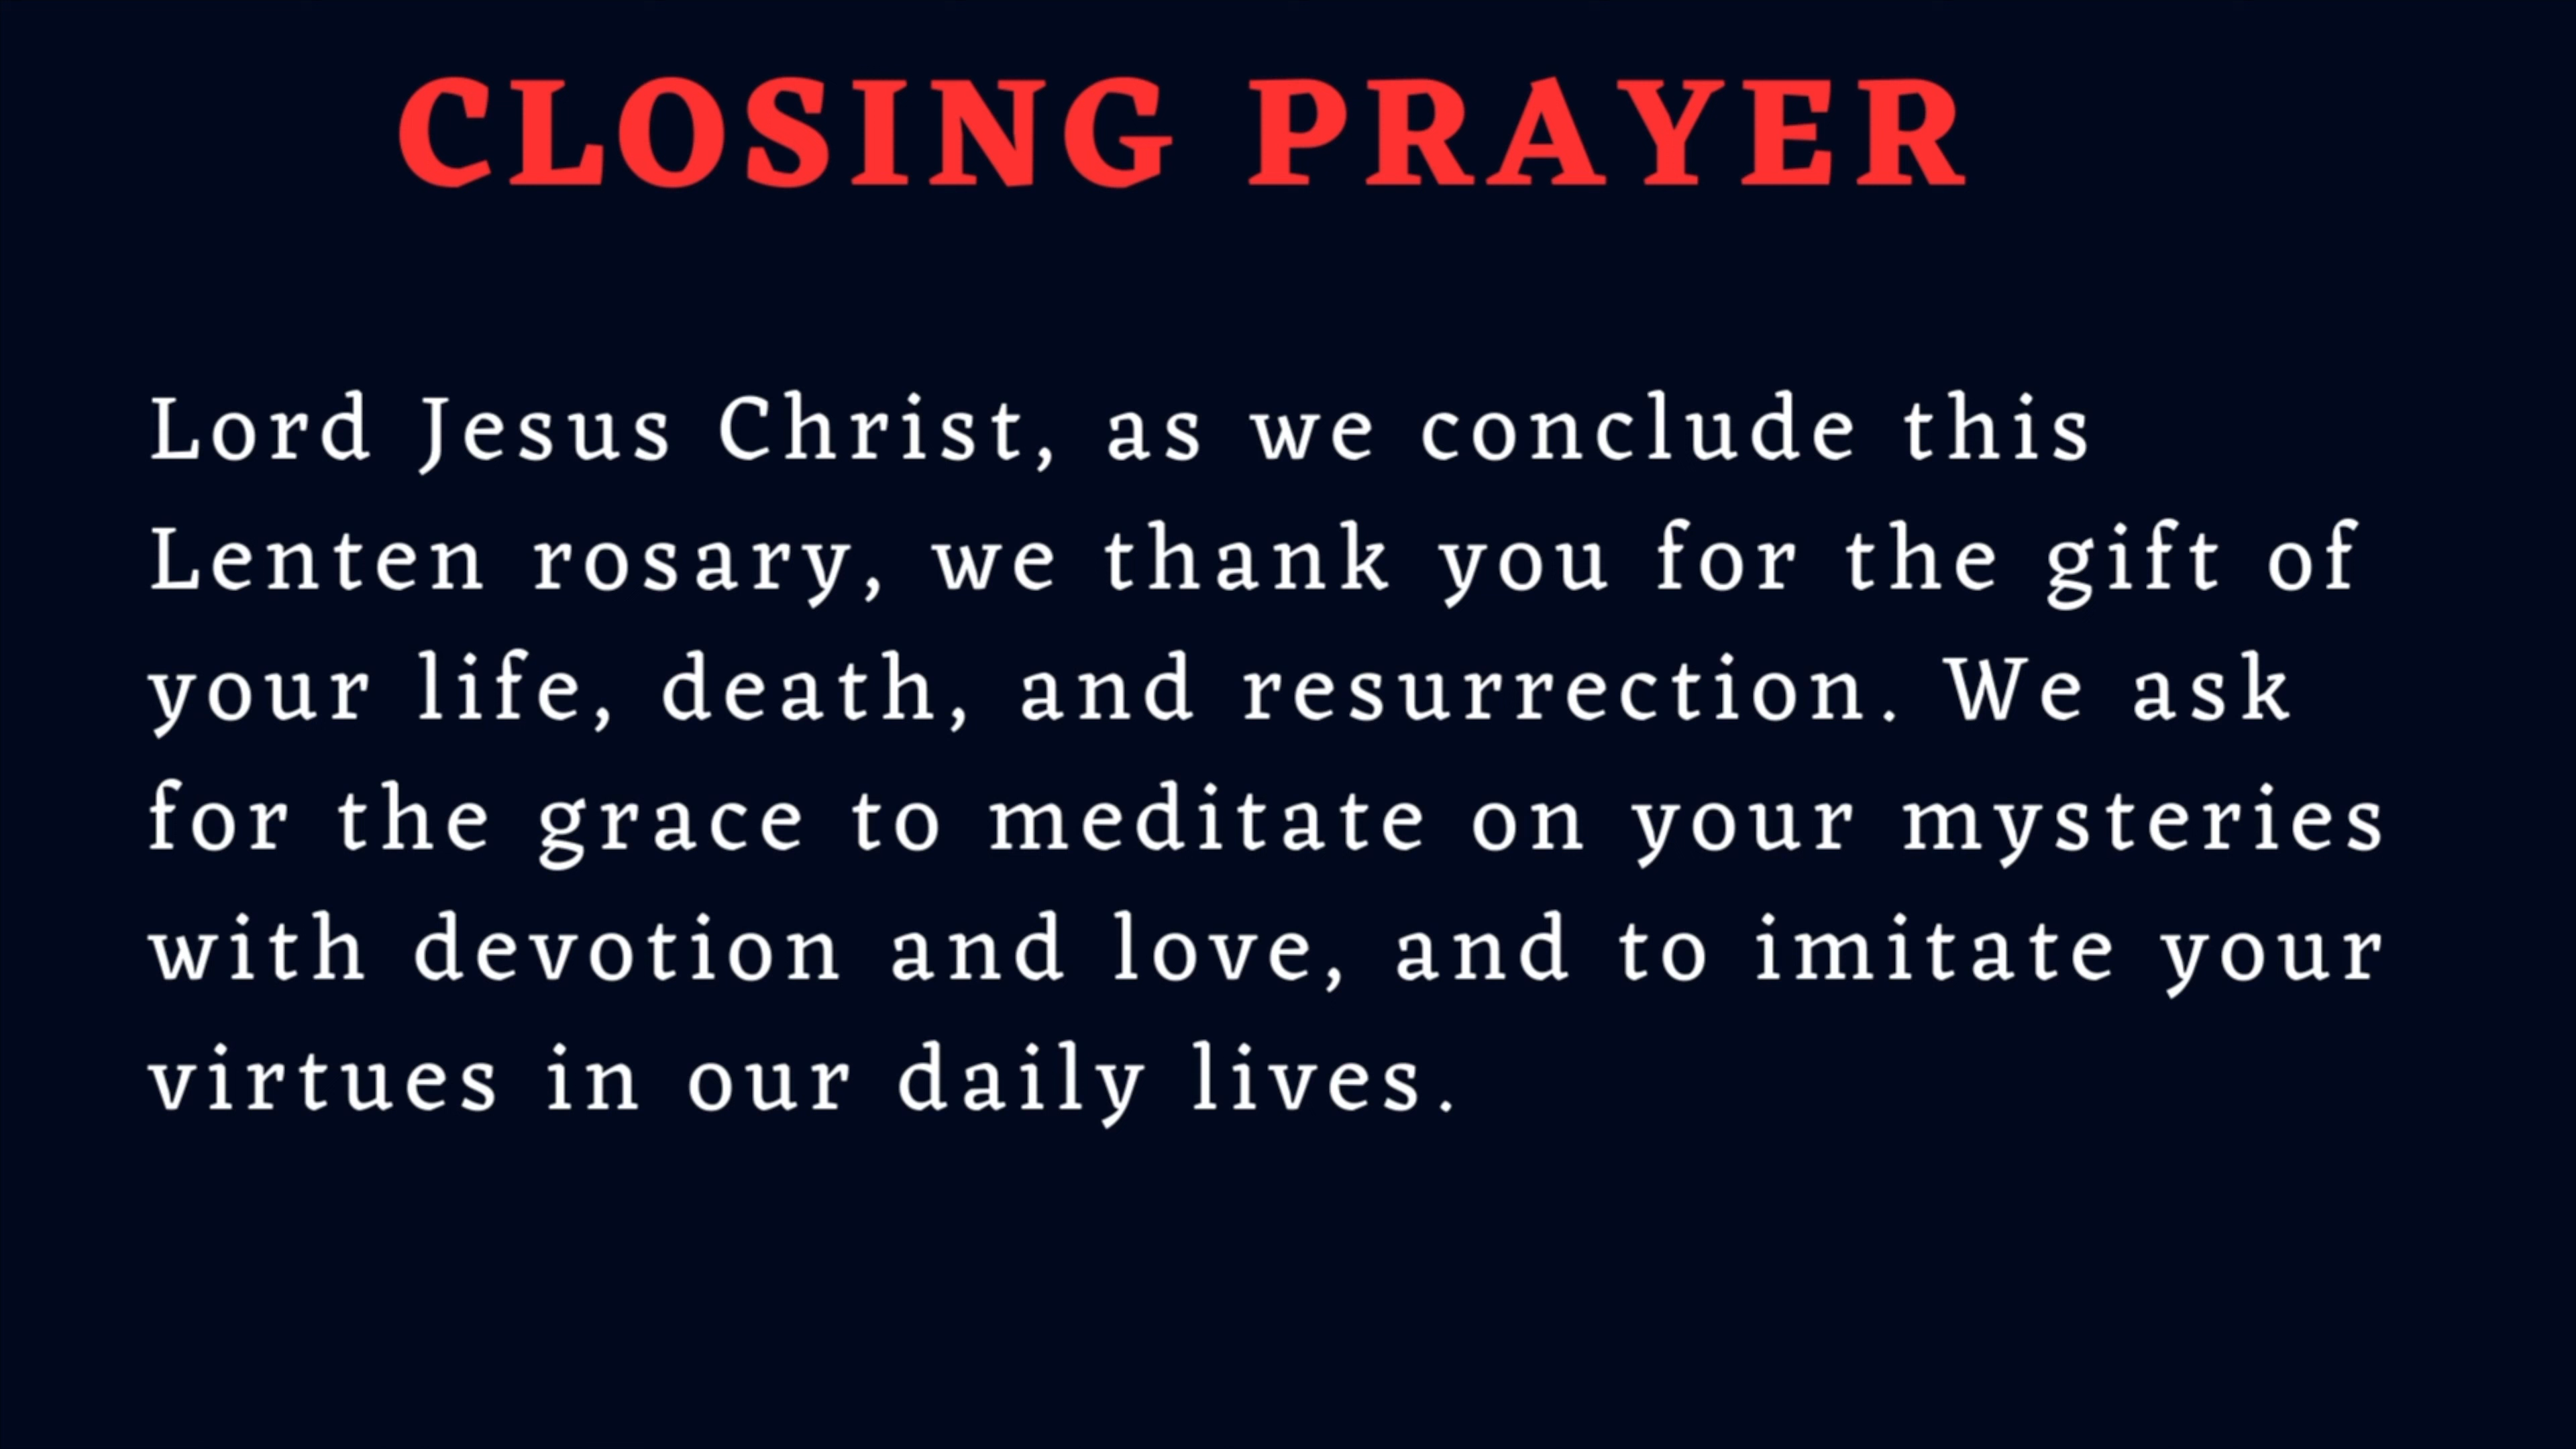 CLOSING PRAYER
Lord Jesus Christ, as we conclude this
Lenten rosary, we thank you for the gift of
your life, death, and resurrection. We ask
for the grace to meditate on your mysteries
with devotion and love, and to imitate your
virtues in our daily lives.